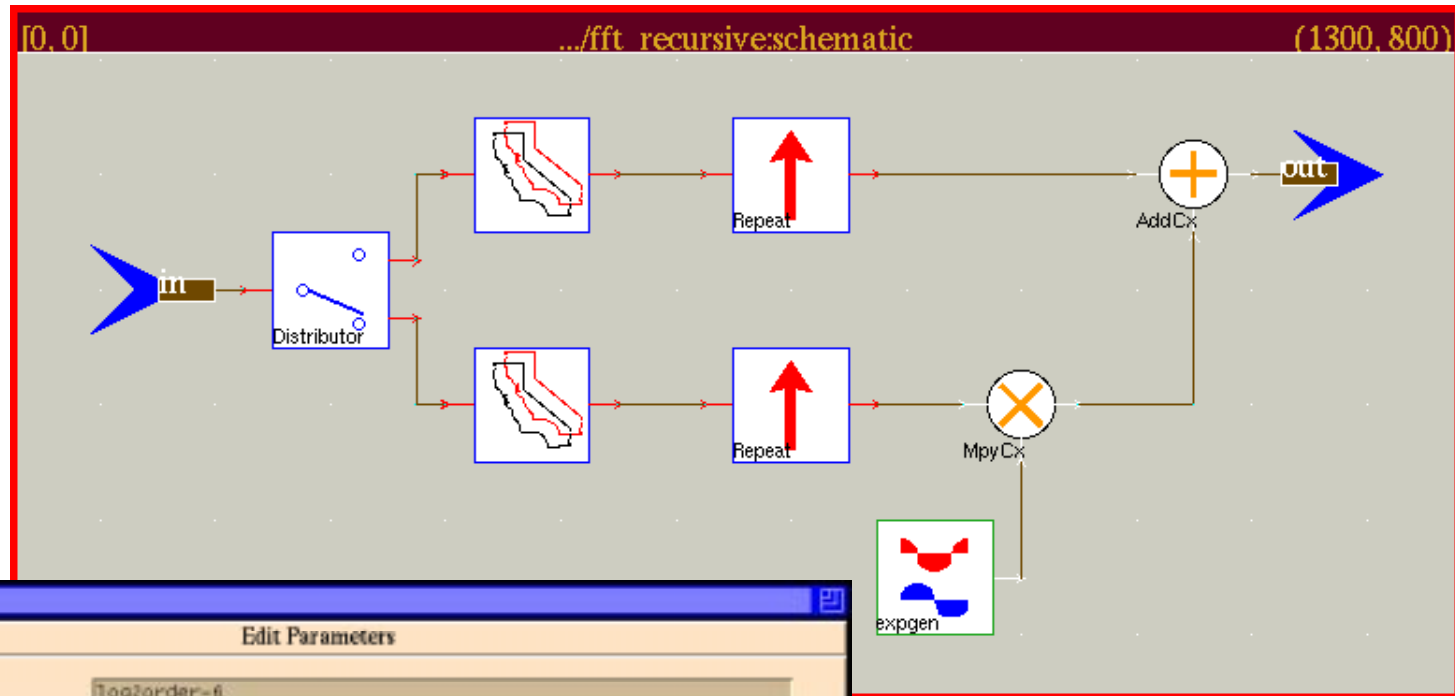 [0, 0] .../fft_recursive:schematic (1300, 800)
Repeat
out
AddCx
in
Distributor
Repeat
MpyCx
expgen
Edit Parameters